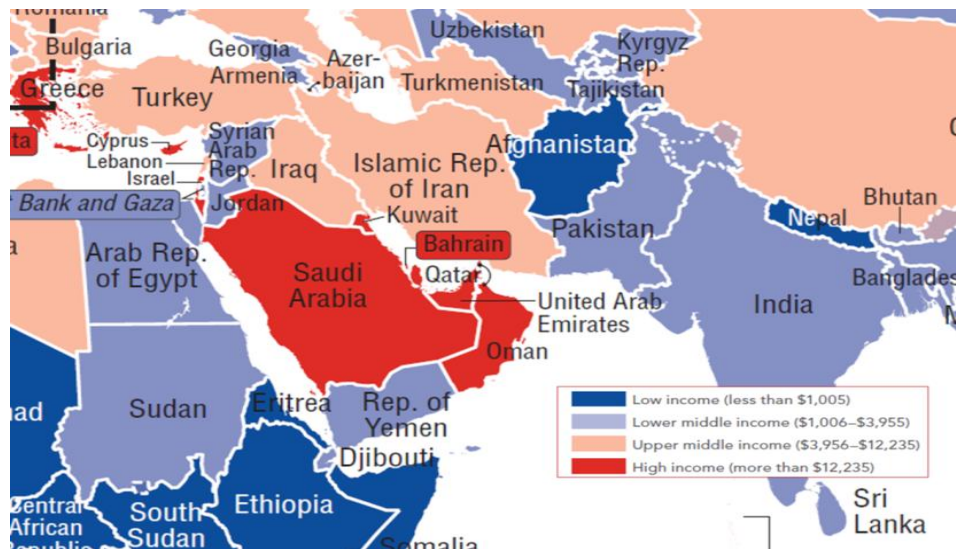 Romania
Bulgaria
Greece
Turkey
Georgia
Armenia
Azer-
baijan
Uzbekistan
Kyrgyz
Rep.
Turkmenistan
Tajikistan
Afghanistan
ta
Cyprus
Lebanon
Israel
Syrian
Arab
Rep.
Iraq
Islamic Rep.
of Iran
t Bank and Gaza
Jordan
Kuwait
Pakistan
Nepal
Bhutan
Arab Rep.
of Egypt
Saudi
Arabia
Bahrain
Qatar
United Arab
Emirates
Oman
India
Banglades
a
Sudan
Eritrea
Rep. of
Yemen
Djibouti
had
Ethiopia
Central
African
Republic
South
Sudan
Somalia
Sri
Lanka
Low income (less than $1,005)
Lower middle income ($1,006–$3,955)
Upper middle income ($3,956–$12,235)
High income (more than $12,235)